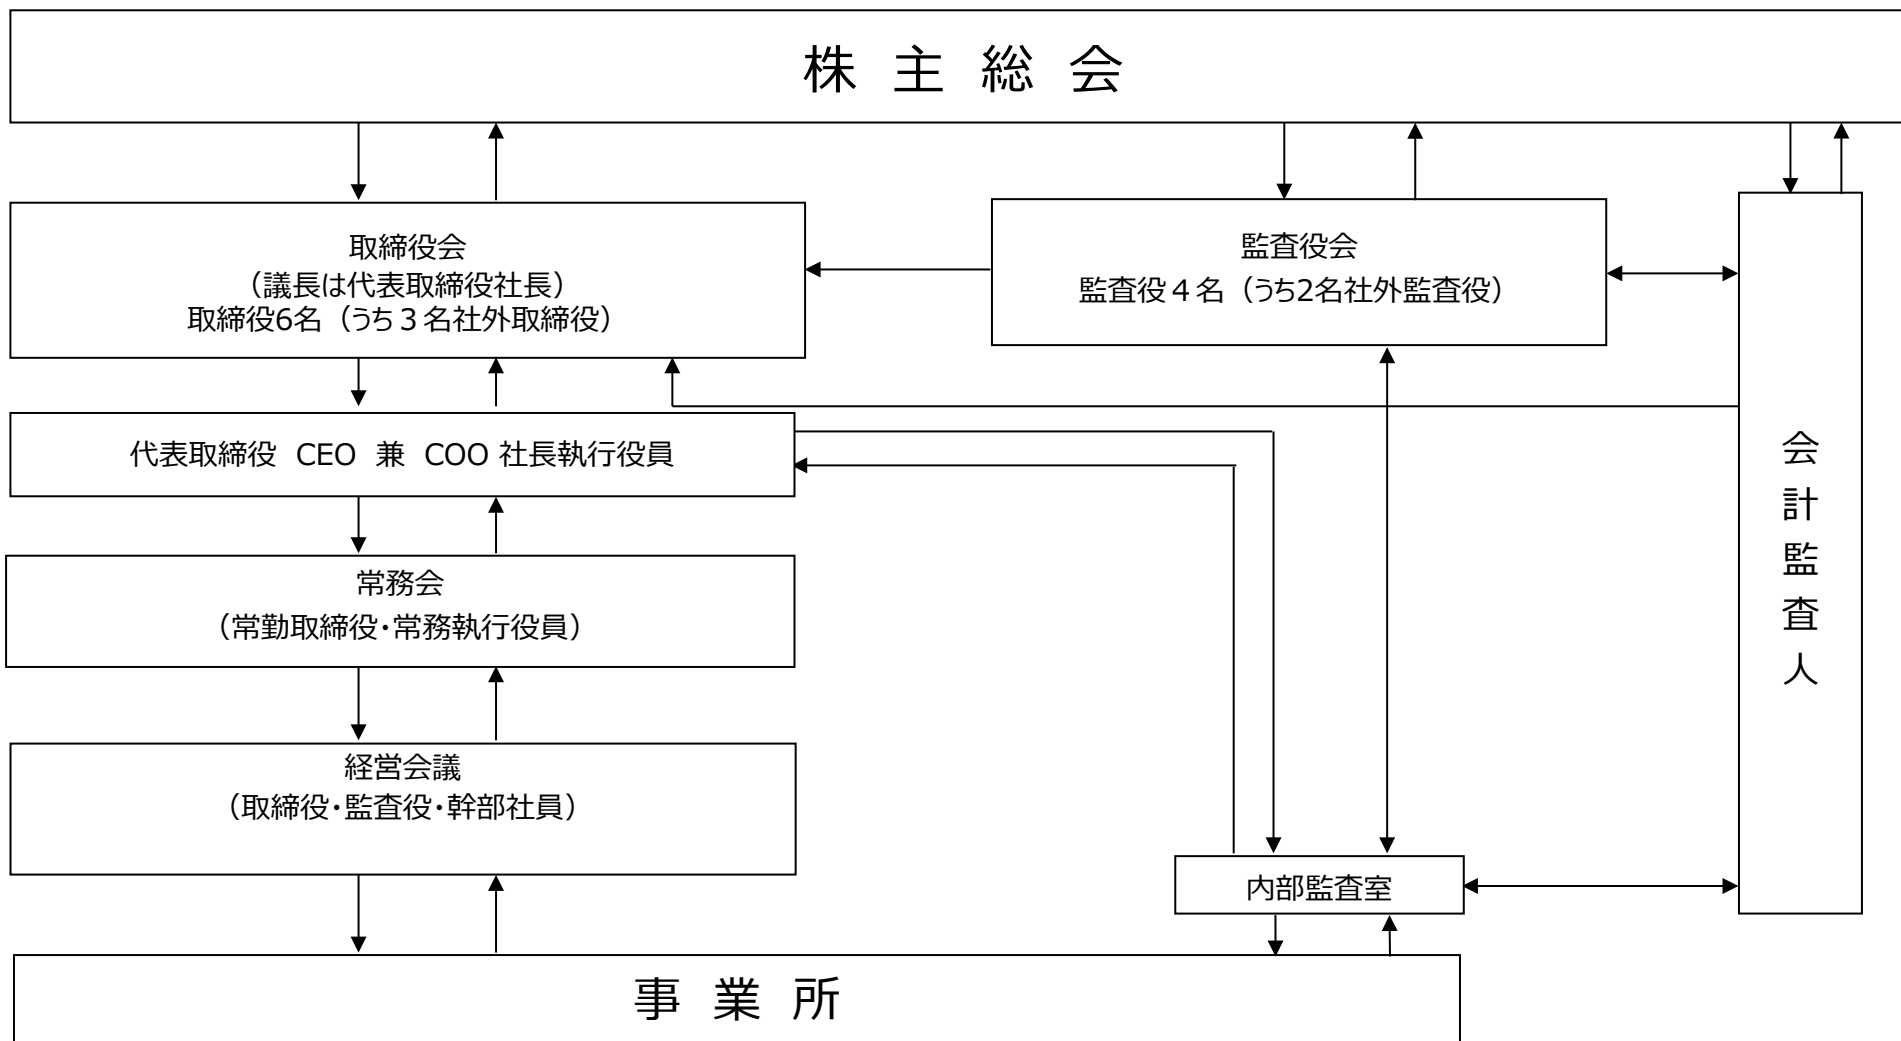 株主総会
取締役会
（議長は代表取締役社長）
取締役6名（うち３名社外取締役）
監査役会
監査役４名（うち2名社外監査役）
代表取締役 CEO 兼 COO 社長執行役員
常務会
（常勤取締役・常務執行役員）
経営会議
（取締役・監査役・幹部社員）
会計監査人
内部監査室
事業所